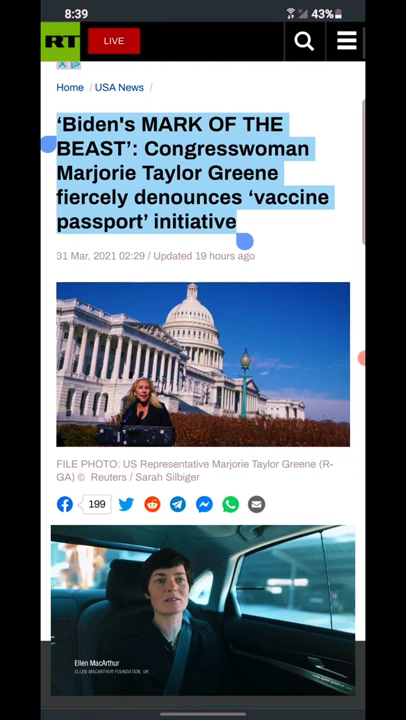 8:39
43%
RT
LIVE
Home / USA News /
‘Biden's MARK OF THE
BEAST’: Congresswoman
Marjorie Taylor Greene
fiercely denounces ‘vaccine
passport’ initiative
31 Mar, 2021 02:29 / Updated 19 hours ago
FILE PHOTO: US Representative Marjorie Taylor Greene (R-
GA) © Reuters / Sarah Silbiger
199
Ellen MacArthur
ELLEN MACARTHUR FOUNDATION, UK